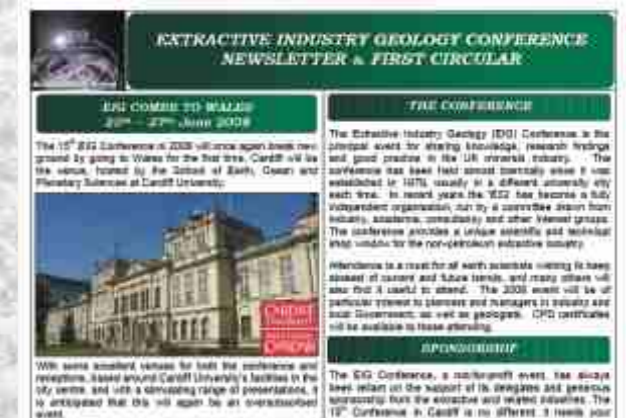 EXTRACTIVE INDUSTRY GEOLOGY CONFERENCE
NEWSLETTER & FIRST CIRCULAR
EIG COMES TO WALES
June 2008
The 15th EIG Conference in 2008 will once again break new
ground by going to Wales for the first time. Cardiff will be
the venue, hosted by the School of Earth, Ocean and
Planetary Sciences at Cardiff University.
CARDIFF
UNIVERSITY
PRIFYSGOL
CAERDYDD
With some excellent venues for both the conference and
receptions, based around Cardiff University's facilities in the
city centre, and with a stimulating range of presentations, it
is anticipated that this will again be an oversubscribed
event.
THE CONFERENCE
The Extractive Industry Geology (EIG) Conference is the
principal event for sharing knowledge, research findings
and good practice in the UK minerals industry. The
conference has been held almost biennially since it was
established in 1978, usually in a different university city
each time. In recent years the 'EIG' has become a fully
independent organisation, run by a committee drawn from
industry, academia, consultancy and other interest groups.
The conference provides a unique scientific and technical
shop window for the non-petroleum extractive industry.
Attendance is a must for all earth scientists wishing to keep
abreast of current and future trends, and many others will
also find it useful to attend. The 2008 event will be of
particular interest to planners and managers in industry and
local Government, as well as geologists. CPD certificates
will be available to those attending.
SPONSORSHIP
The EIG Conference, a not-for-profit event, has always
been reliant on the support of its delegates and generous
sponsorship from the extractive and related industries. The
15th Conference in Cardiff is no different: it needs your